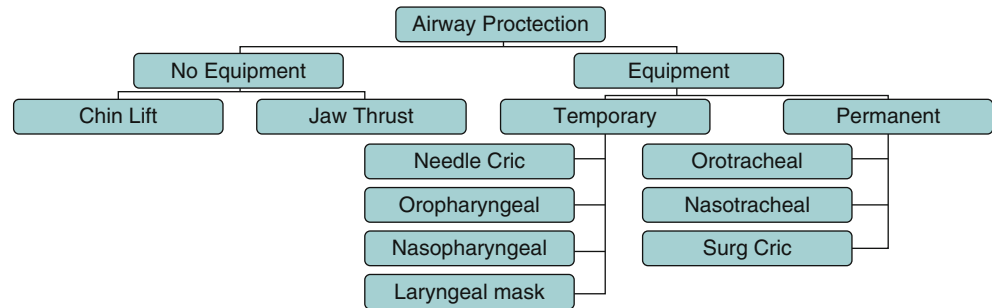 Airway Proctection
No Equipment
Equipment
Chin Lift
Jaw Thrust
Temporary
Permanent
Needle Cric
Orotracheal
Oropharyngeal
Nasotracheal
Nasopharyngeal
Surg Cric
Laryngeal mask